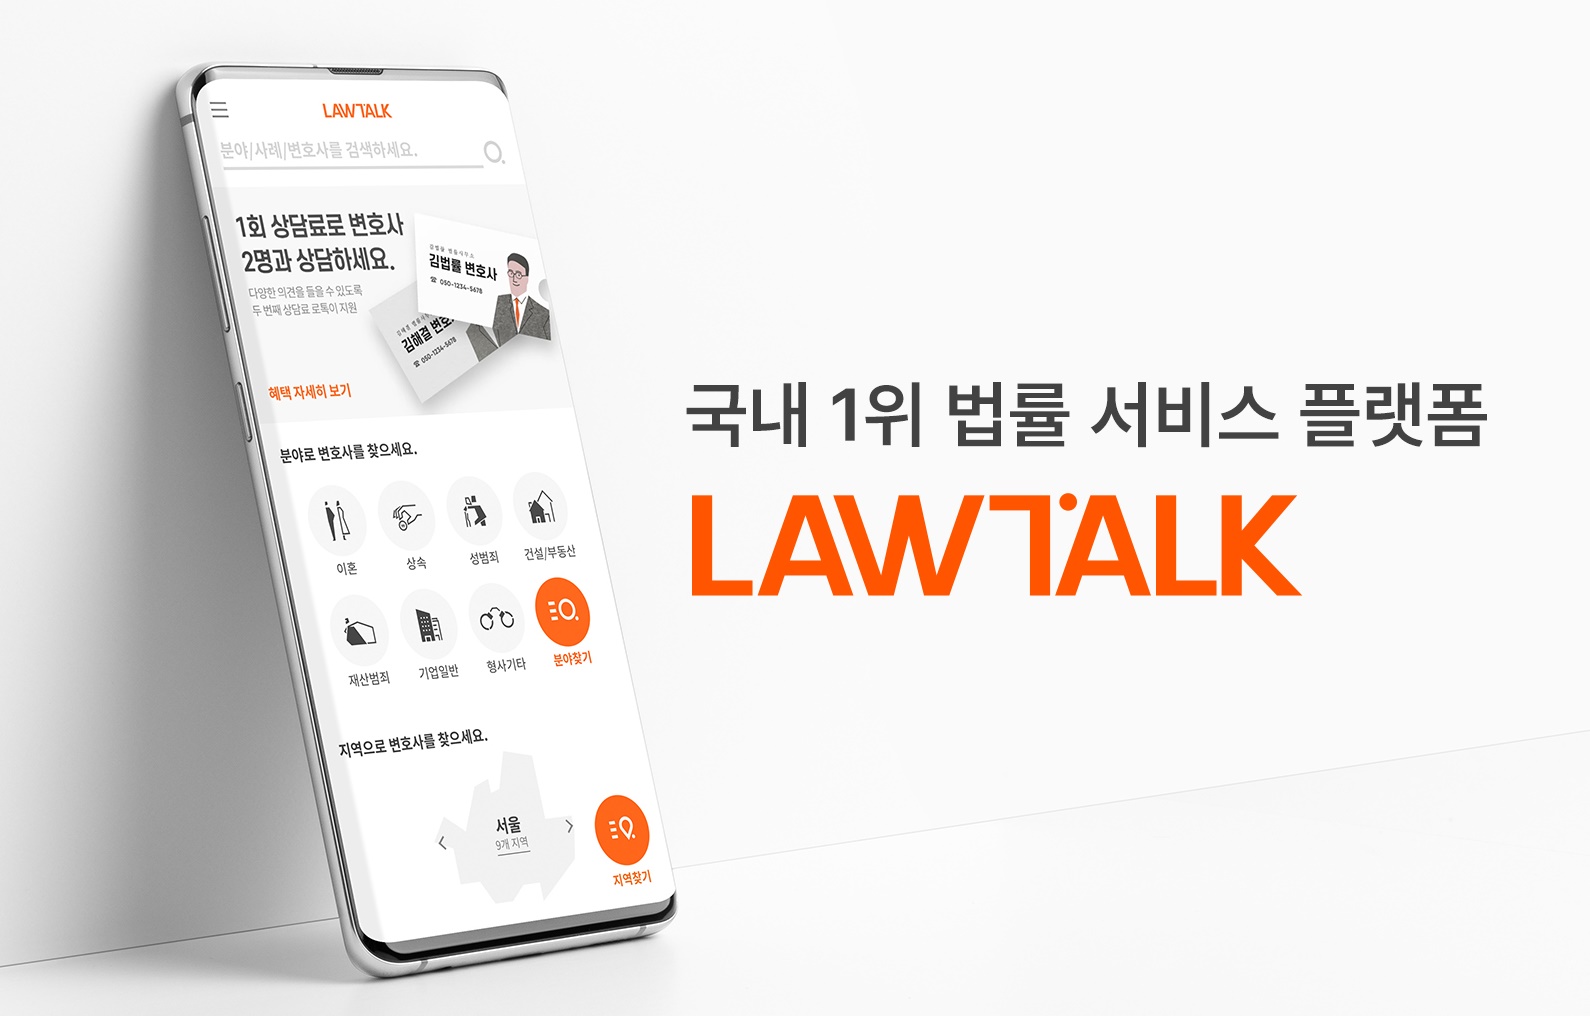 LAWTALK
분야/사례/변호사를 검색하세요.
1회 상담료로 변호사
2명과 상담하세요.
다양한 의견을 들을 수 있도록
두 번째 상담료 로톡이 지원
혜택 자세히 보기
김법률 변호사
☎ 050-1234-5678
김해결 변호
☎ 050-1234-5678
분야로 변호사를 찾으세요.
이혼
상속
성범죄
건설/부동산
재산범죄
기업일반
형사기타
분야찾기
지역으로 변호사를 찾으세요.
서울
9개 지역
지역찾기
국내 1위 법률 서비스 플랫폼
LAWTALK